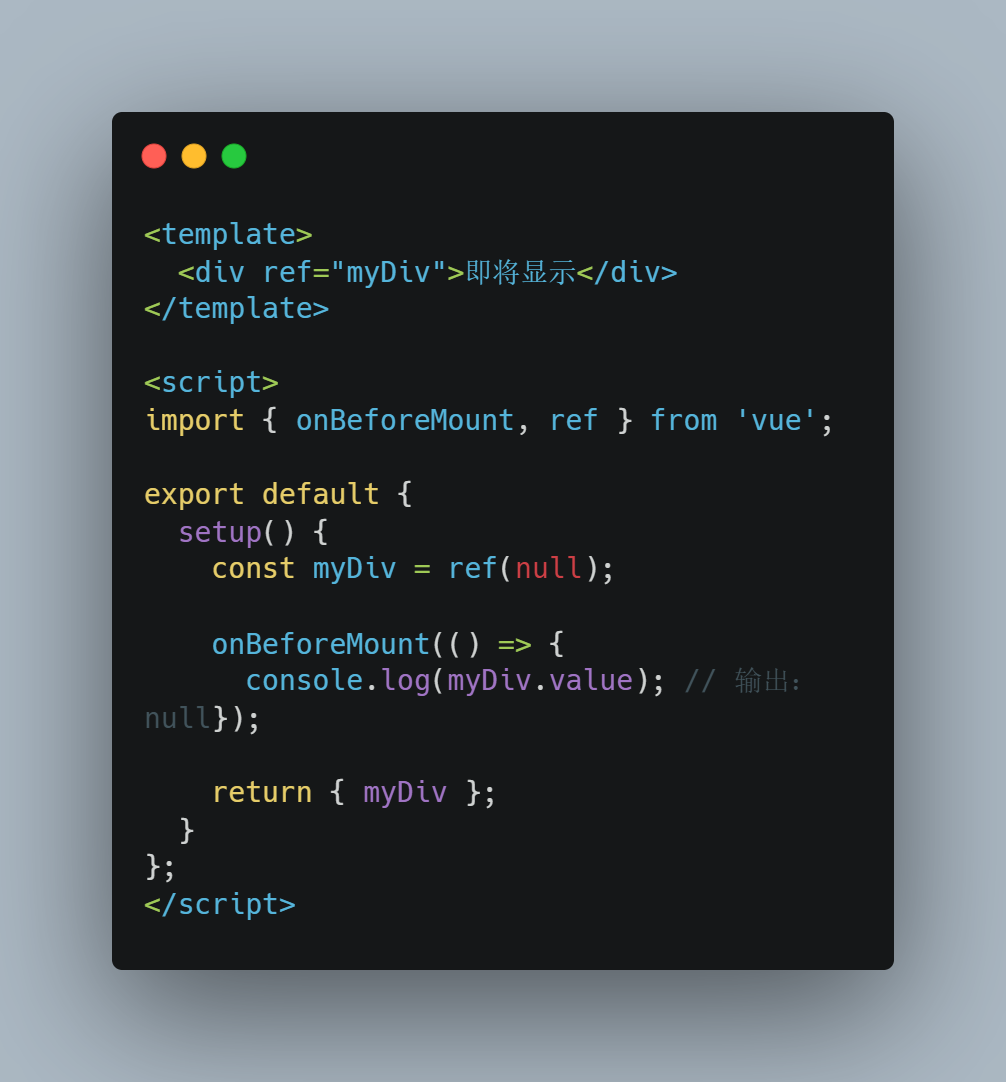 <template>
  <div ref="myDiv">即将显示</div>
</template>

<script>
import { onBeforeMount, ref } from 'vue';

export default {
  setup() {
    const myDiv = ref(null);

    onBeforeMount(() => {
      console.log(myDiv.value); // 输出:
null});

    return { myDiv };
  }
};
</script>